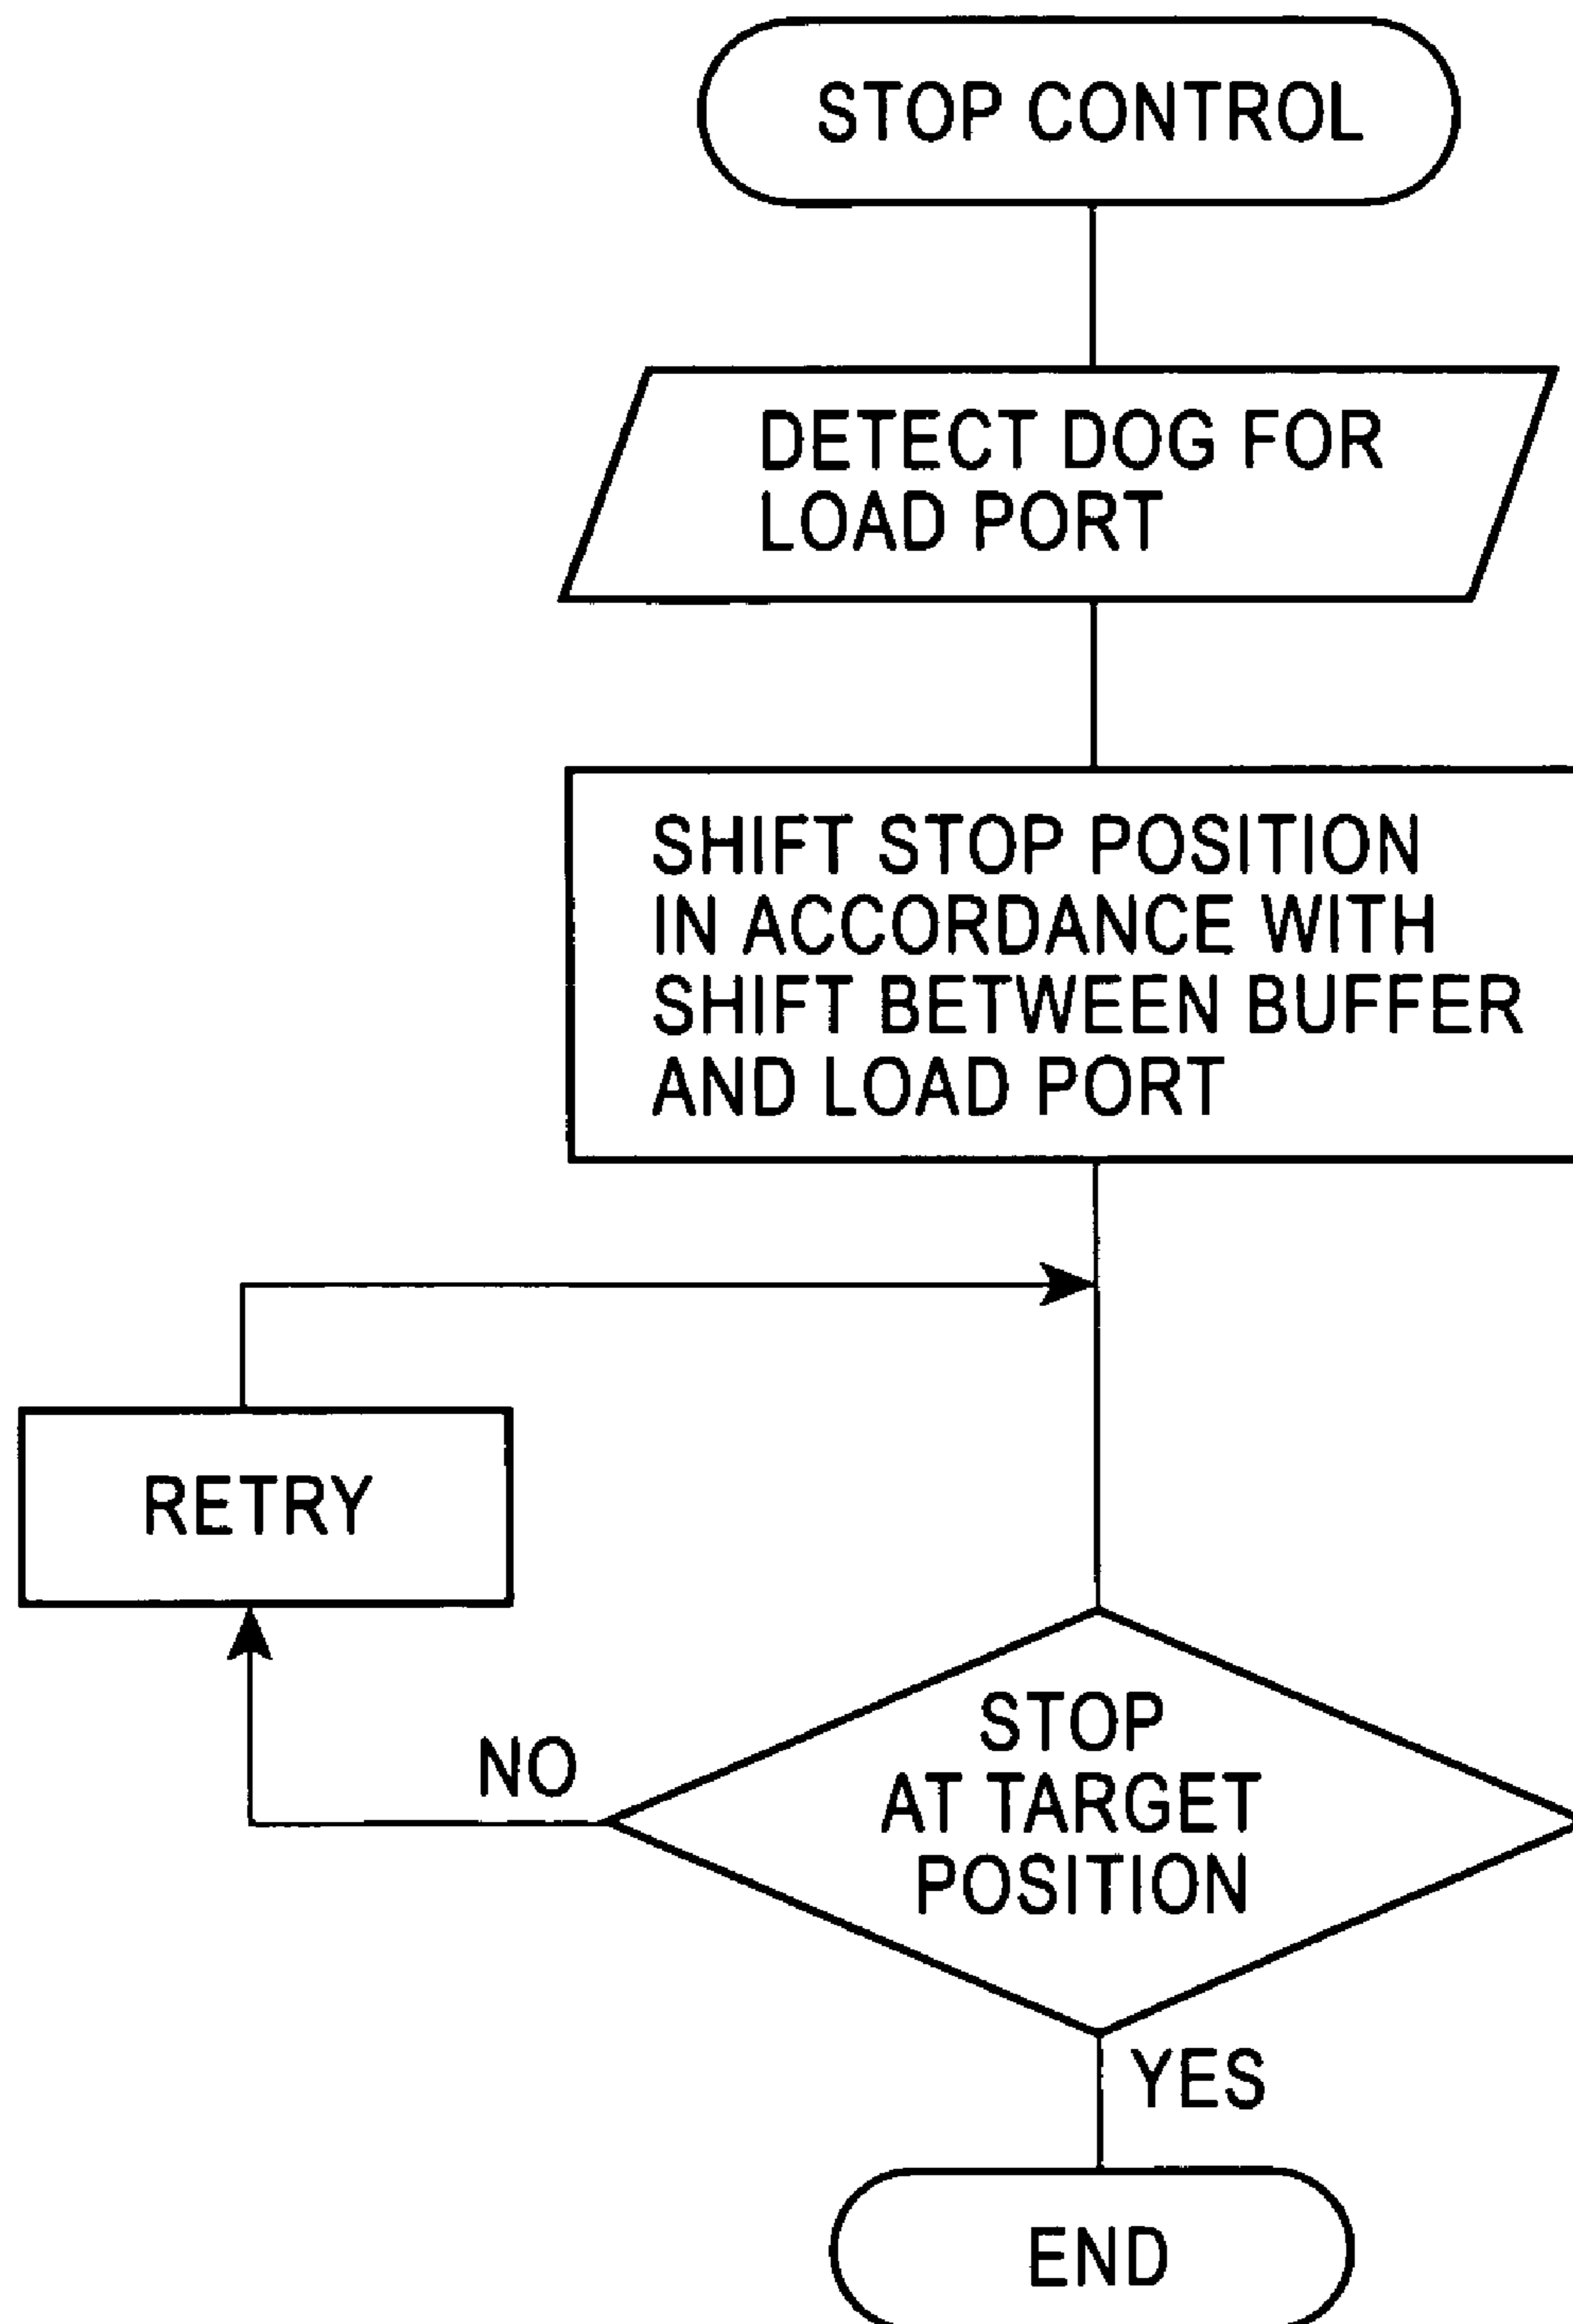 STOP CONTROL
DETECT DOG FOR
LOAD PORT
SHIFT STOP POSITION
IN ACCORDANCE WITH
SHIFT BETWEEN BUFFER
AND LOAD PORT
RETRY
NO
STOP
AT TARGET
POSITION
YES
END